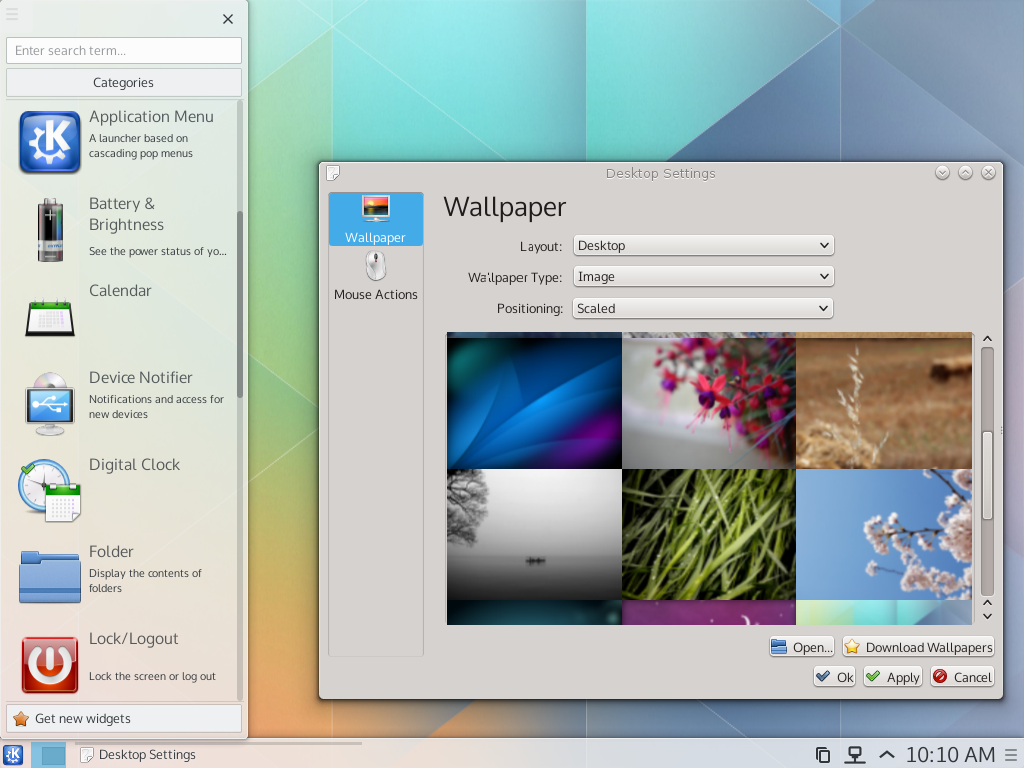 Enter search term...
Categories
Application Menu
A launcher based on
cascading pop menus
Battery &
Brightness
See the power status of yo...
Calendar
Device Notifier
Notifications and access for
new devices
Digital Clock
Folder
Display the contents of
folders
Lock/Logout
Lock the screen or log out
Get new widgets
Desktop Settings
Wallpaper
Mouse Actions
Wallpaper
Layout: Desktop
Wallpaper Type: Image
Positioning: Scaled
Open...
Download Wallpapers
Ok
Apply
Cancel
Desktop Settings
10:10 AM